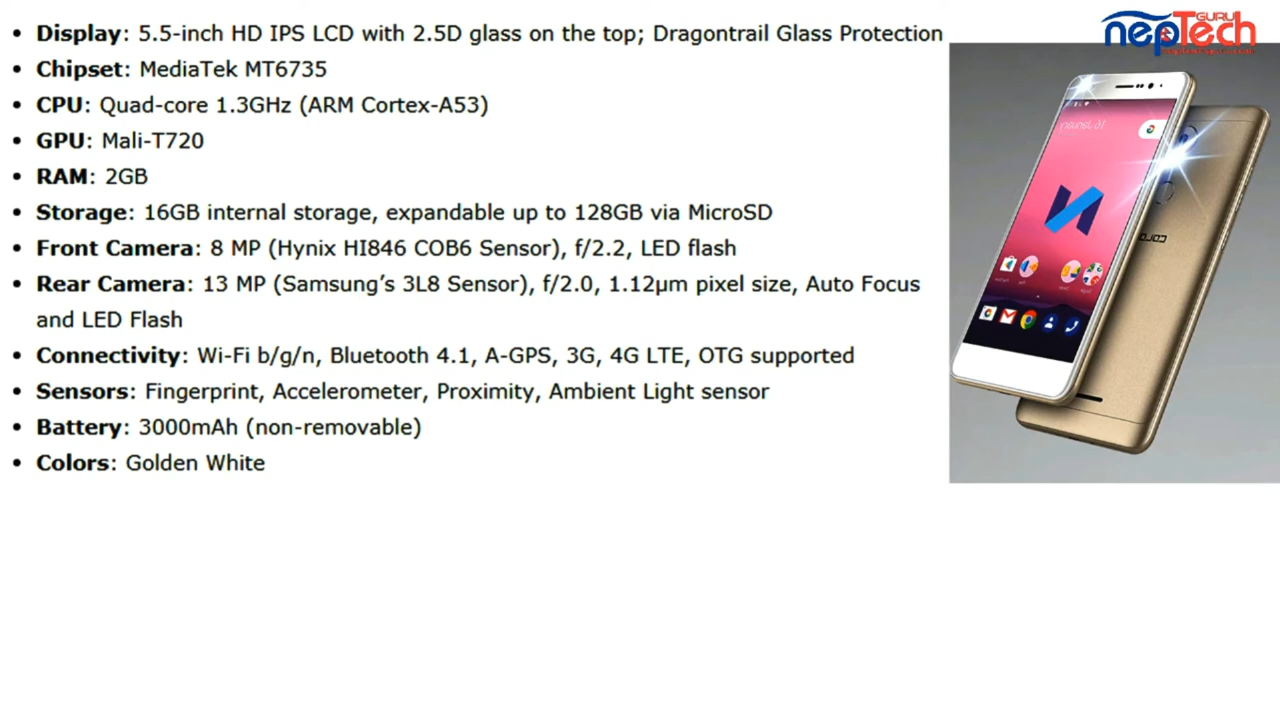 • Display: 5.5-inch HD IPS LCD with 2.5D glass on the top; Dragontrail Glass Protection
• Chipset: MediaTek MT6735
• CPU: Quad-core 1.3GHz (ARM Cortex-A53)
• GPU: Mali-T720
• RAM: 2GB
• Storage: 16GB internal storage, expandable up to 128GB via MicroSD
• Front Camera: 8 MP (Hynix HI846 COB6 Sensor), f/2.2, LED flash
• Rear Camera: 13 MP (Samsung’s 3L8 Sensor), f/2.0, 1.12µm pixel size, Auto Focus
and LED Flash
• Connectivity: Wi-Fi b/g/n, Bluetooth 4.1, A-GPS, 3G, 4G LTE, OTG supported
• Sensors: Fingerprint, Accelerometer, Proximity, Ambient Light sensor
• Battery: 3000mAh (non-removable)
• Colors: Golden White
GURU
nepTech